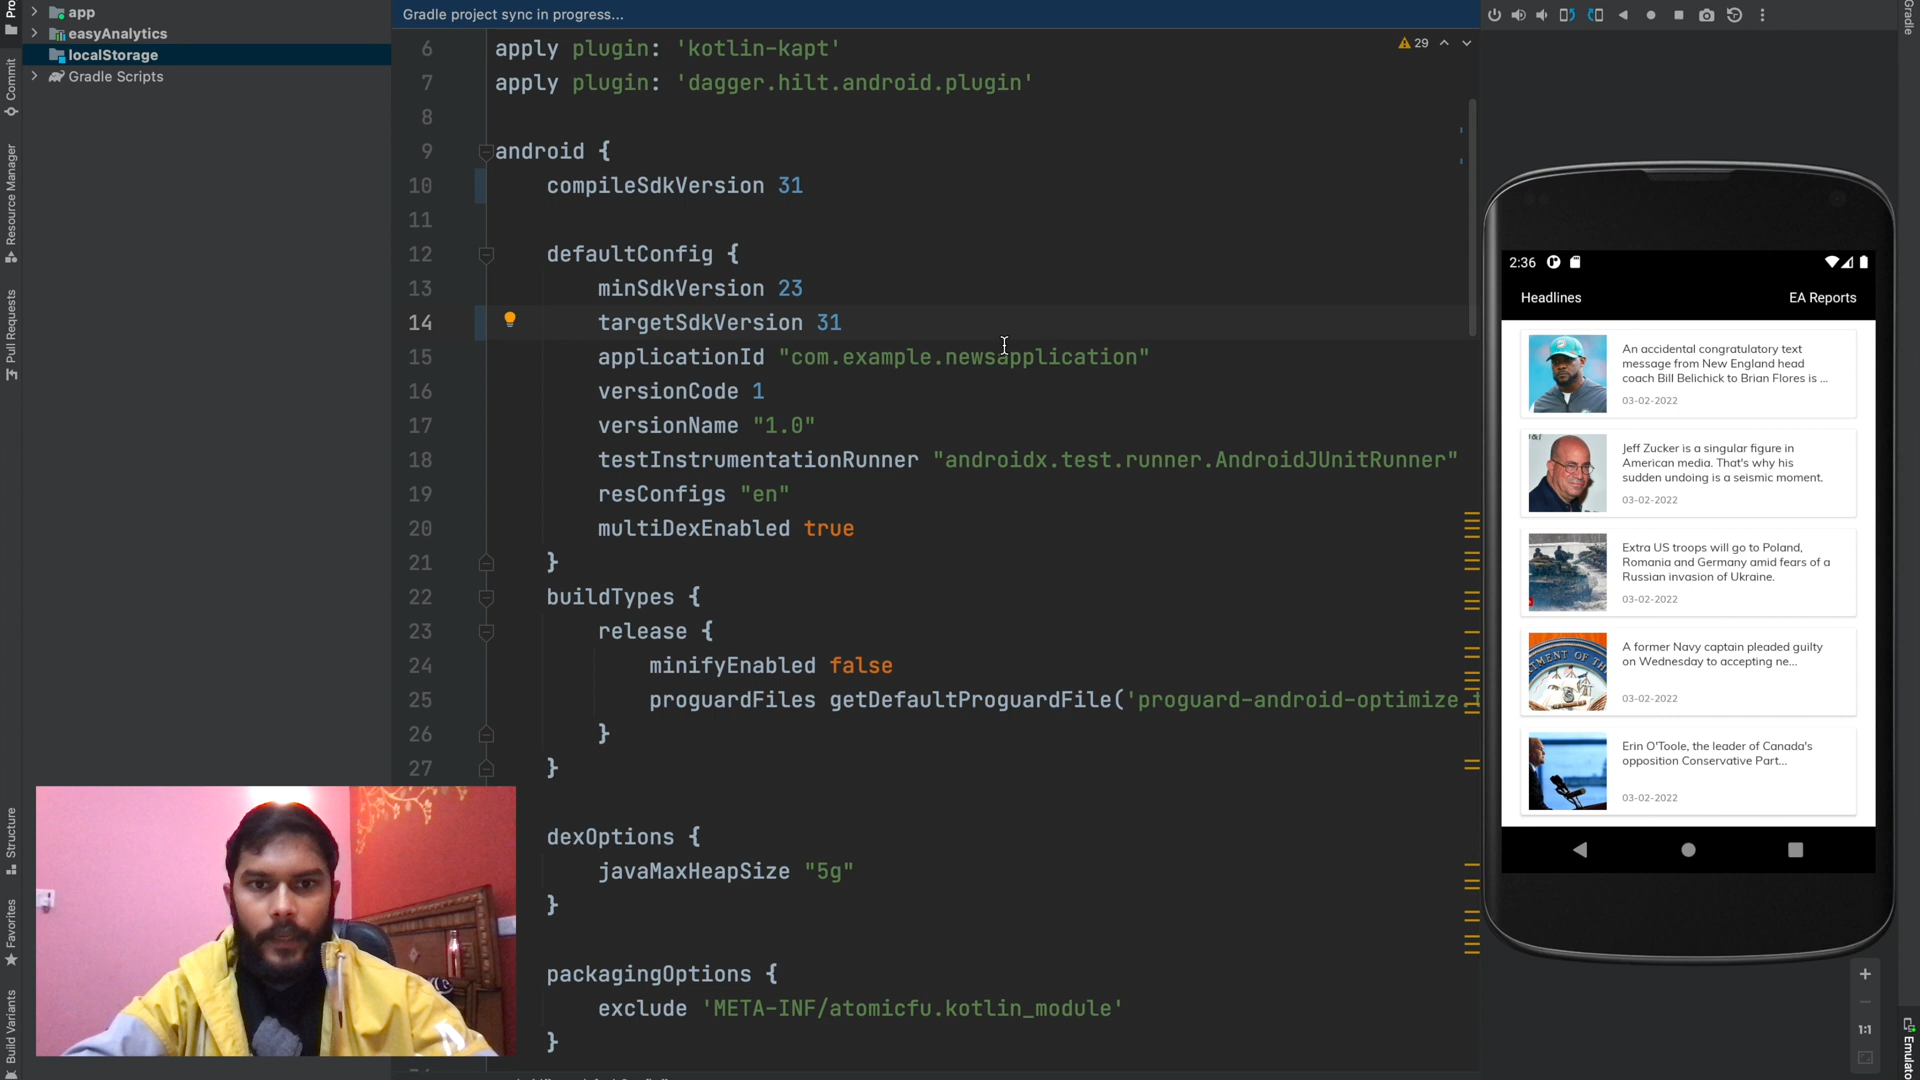 Pro
Commit
Resource Manager
Pull Requests
Structure
Favorites
Build Variants
app
easyAnalytics
localStorage
Gradle Scripts
Gradle project sync in progress...
29
6 apply plugin: 'kotlin-kapt'
7 apply plugin: 'dagger.hilt.android.plugin'
8
9 android {
10 compileSdkVersion 31
11
12 defaultConfig {
13 minSdkVersion 23
14 targetSdkVersion 31
15 applicationId "com.example.newsapplication"
16 versionCode 1
17 versionName "1.0"
18 testInstrumentationRunner "androidx.test.runner.AndroidJUnitRunner"
19 resConfigs "en"
20 multiDexEnabled true
21 }
22 buildTypes {
23 release {
24 minifyEnabled false
25 proguardFiles getDefaultProguardFile('proguard-android-optimize.
26 }
27 }
dexOptions {
javaMaxHeapSize "5g"
}
packagingOptions {
exclude 'META-INF/atomicfu.kotlin_module'
}
2:36
Headlines EA Reports
An accidental congratulatory text
message from New England head
coach Bill Belichick to Brian Flores is ...
03-02-2022
Jeff Zucker is a singular figure in
American media. That's why his
sudden undoing is a seismic moment.
03-02-2022
Extra US troops will go to Poland,
Romania and Germany amid fears of a
Russian invasion of Ukraine.
03-02-2022
A former Navy captain pleaded guilty
on Wednesday to accepting ne...
03-02-2022
Erin O'Toole, the leader of Canada's
opposition Conservative Part...
03-02-2022
1:1
Gradle
Emulato